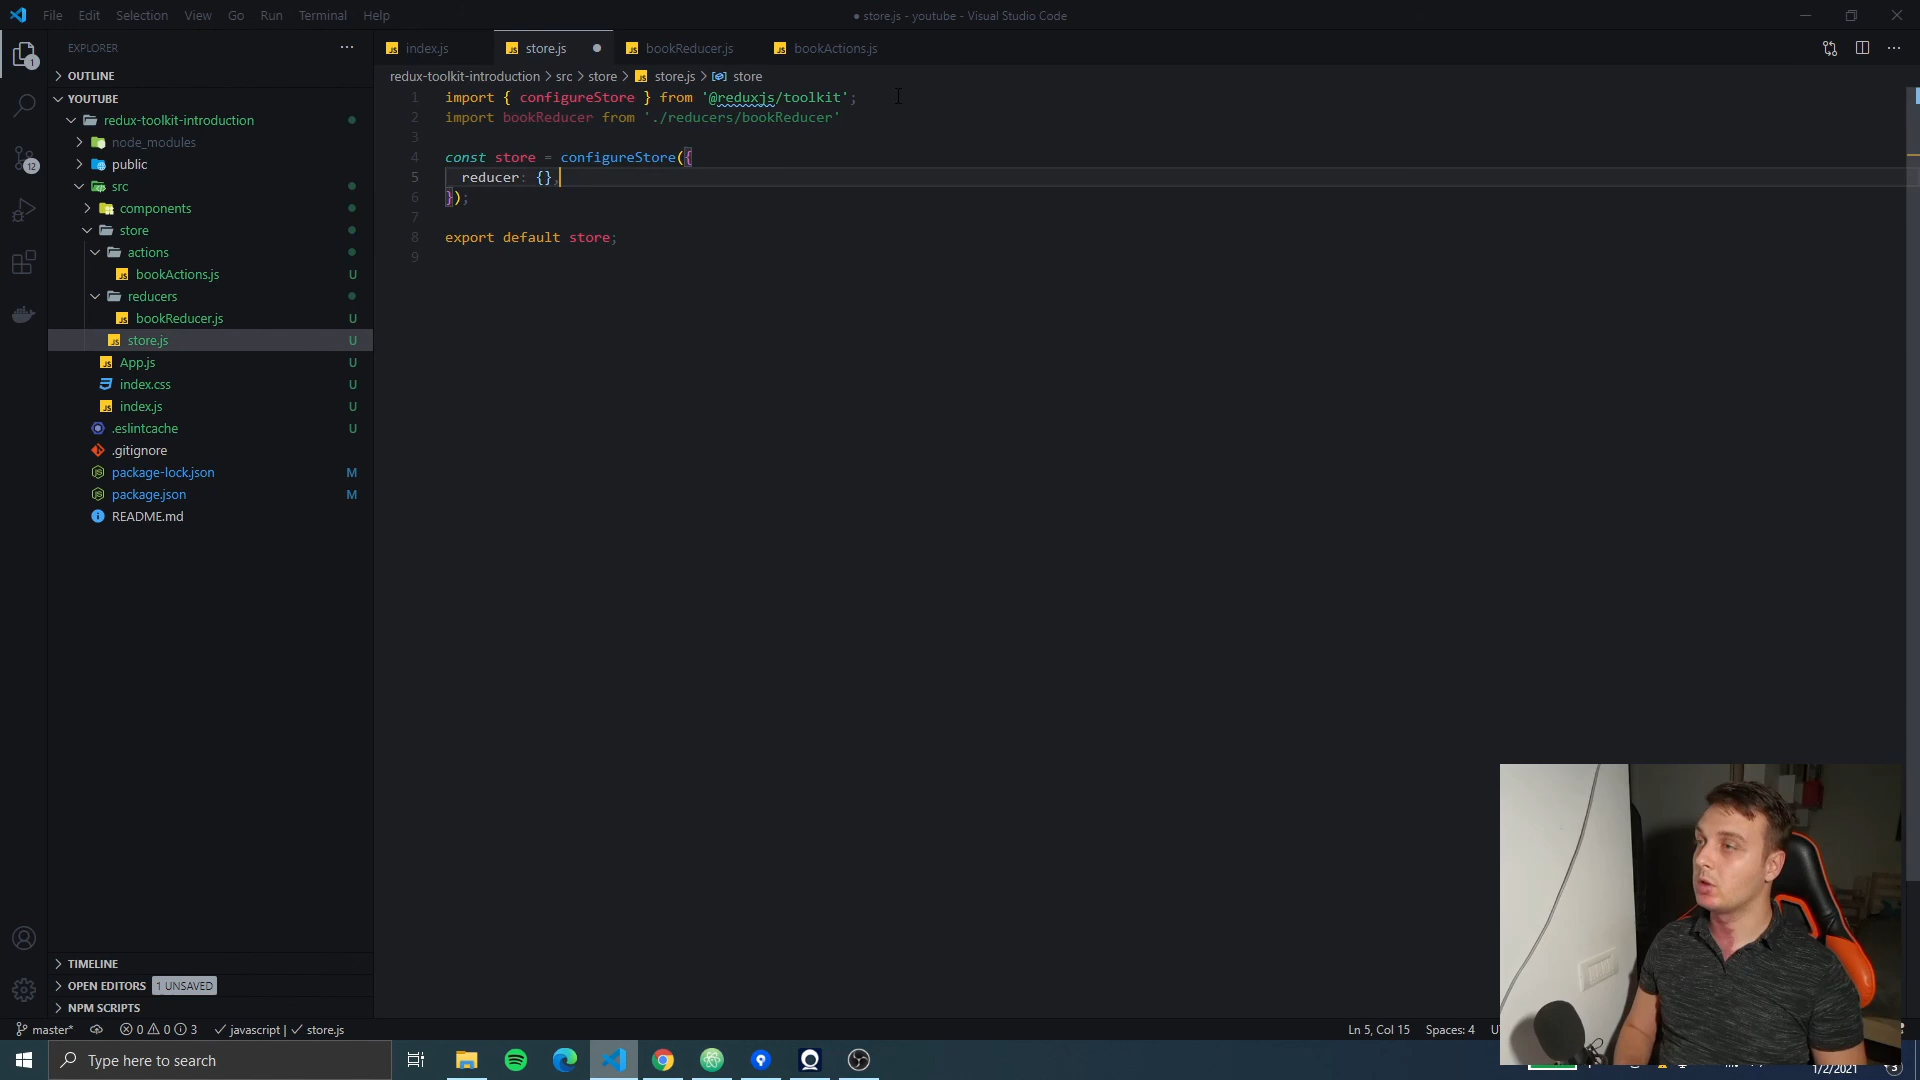 File Edit Selection View Go Run Terminal Help
● store.js - youtube - Visual Studio Code
EXPLORER
OUTLINE
YOUTUBE
redux-toolkit-introduction
node_modules
public
src
components
store
actions
bookActions.js U
reducers
bookReducer.js U
store.js U
App.js U
index.css U
index.js U
.eslintcache U
.gitignore
package-lock.json M
package.json M
README.md
TIMELINE
OPEN EDITORS 1 UNSAVED
NPM SCRIPTS
1
12
index.js store.js bookReducer.js bookActions.js
redux-toolkit-introduction > src > store > store.js > store
1 import { configureStore } from '@reduxjs/toolkit';
2 import bookReducer from './reducers/bookReducer'
3
4 const store = configureStore({
5 reducer: {},
6 });
7
8 export default store;
9
master* 0 0 3 javascript | store.js
Ln 5, Col 15 Spaces: 4
Type here to search
1/2/2021
3